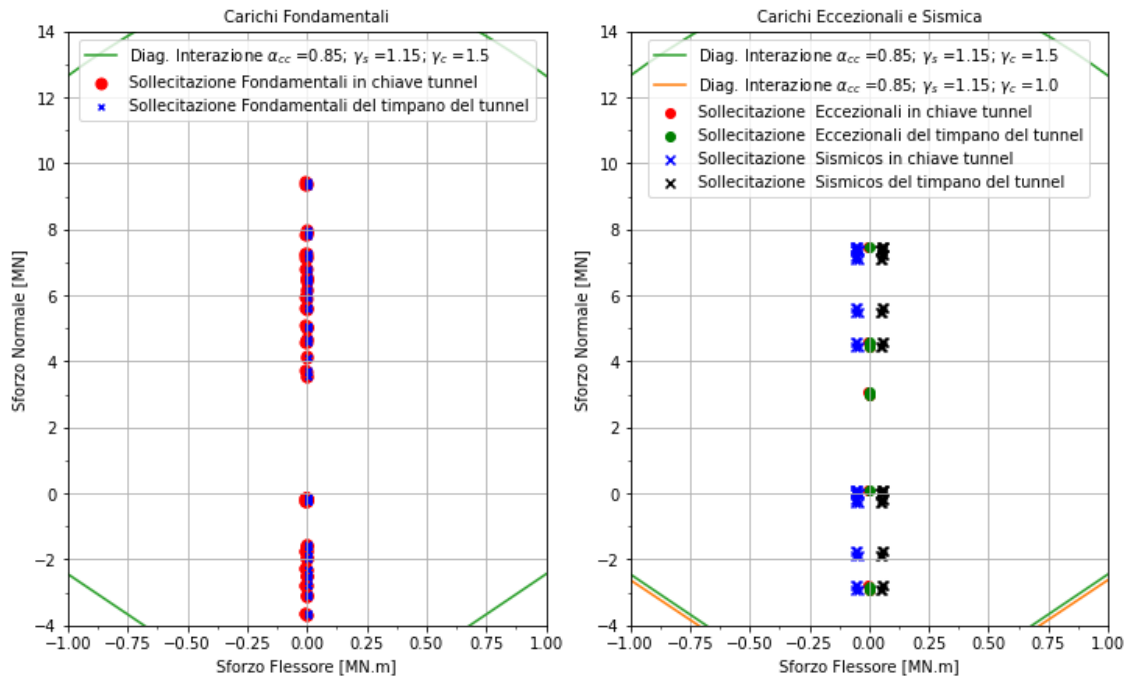 Carichi Fondamentali
14
12
10
8
6
4
2
0
−2
−4
Sforzo Normale [MN]
Diag. Interazione αcc =0.85; γs =1.15; γc =1.5
Sollecitazione Fondamentali in chiave tunnel
Sollecitazione Fondamentali del timpano del tunnel
−1.00 −0.75 −0.50 −0.25 0.00 0.25 0.50 0.75 1.00
Sforzo Flessore [MN.m]
Carichi Eccezionali e Sismica
14
12
10
8
6
4
2
0
−2
−4
Sforzo Normale [MN]
Diag. Interazione αcc =0.85; γs =1.15; γc =1.5
Diag. Interazione αcc =0.85; γs =1.15; γc =1.0
Sollecitazione Eccezionali in chiave tunnel
Sollecitazione Eccezionali del timpano del tunnel
Sollecitazione Sismicos in chiave tunnel
Sollecitazione Sismicos del timpano del tunnel
−1.00 −0.75 −0.50 −0.25 0.00 0.25 0.50 0.75 1.00
Sforzo Flessore [MN.m]